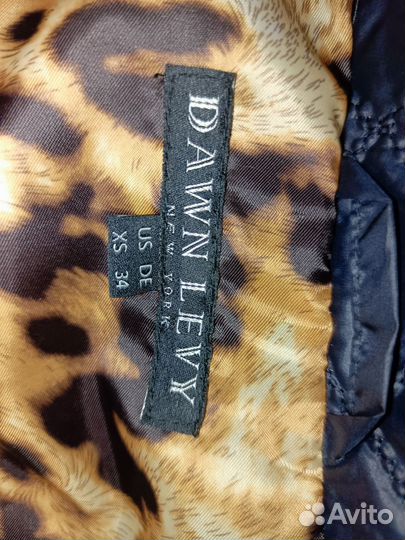 DAWN LEVY
NEW YORK
US DE
XS 34
Avito